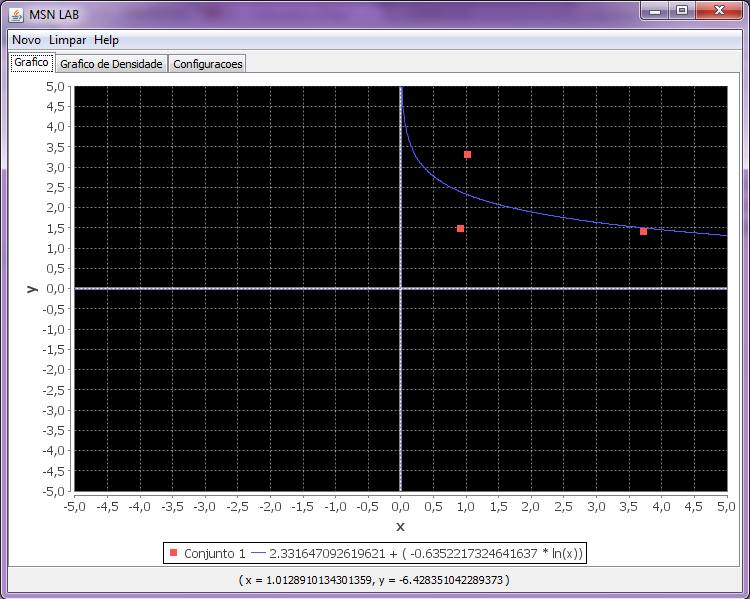 MSN LAB
Novo Limpar Help
Grafico Grafico de Densidade Configuracoes
5,0
4,5
4,0
3,5
3,0
2,5
2,0
1,5
1,0
0,5
0,0
-0,5
-1,0
-1,5
-2,0
-2,5
-3,0
-3,5
-4,0
-4,5
-5,0
y
-5,0 -4,5 -4,0 -3,5 -3,0 -2,5 -2,0 -1,5 -1,0 -0,5 0,0 0,5 1,0 1,5 2,0 2,5 3,0 3,5 4,0 4,5 5,0
x
Conjunto 1 2.331647092619621 + ( -0.6352217324641637 * ln(x))
( x = 1.0128910134301359, y = -6.428351042289373 )